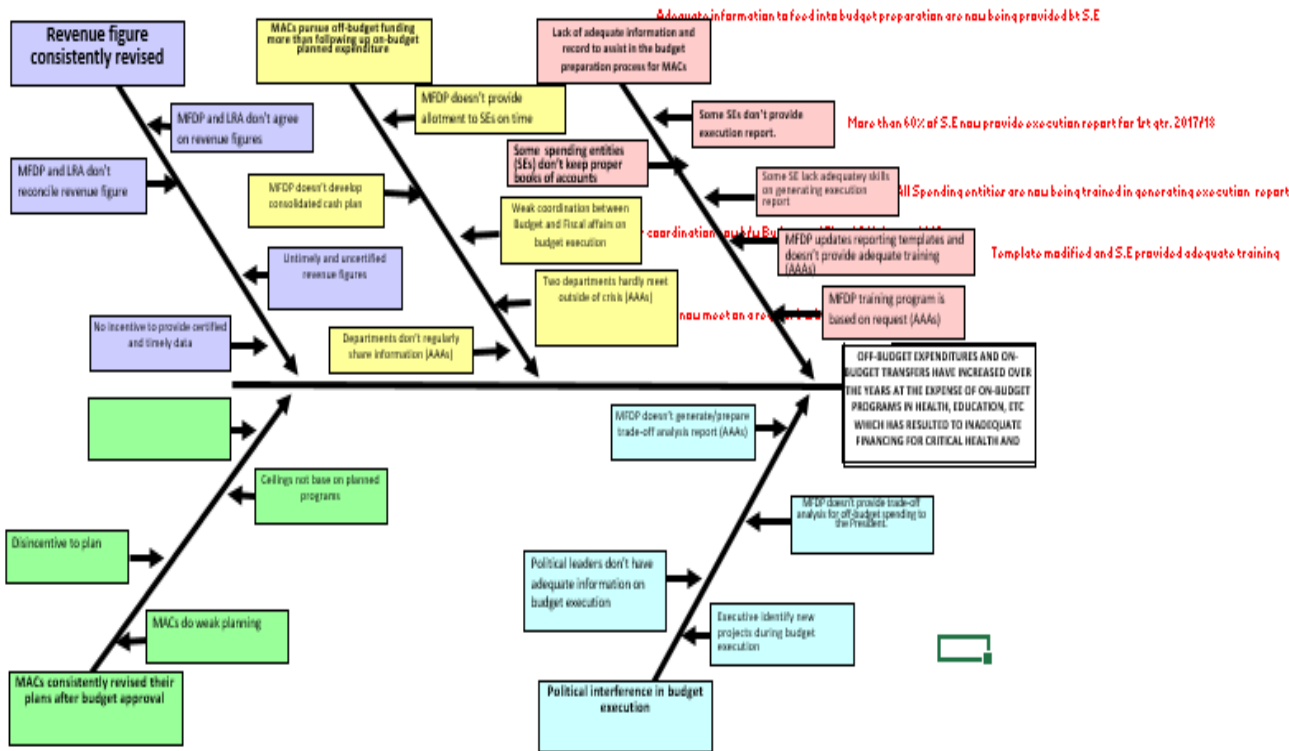 Adequate information to feed into budget preparation are now being provided bt S.E
Revenue figure
consistently revised
MACs pursue off-budget funding
more than following up on-budget
planned expenditure
Lack of adequate information and
record to assist in the budget
preparation process for MACs
MFDP and LRA don't agree
on revenue figures
MFDP and LRA don't
reconcile revenue figure
Untimely and uncertified
revenue figures
No incentive to provide certified
and timely data
MFDP doesn't provide
allotment to SEs on time
MFDP doesn't develop
consolidated cash plan
Weak coordination between
Budget and Fiscal affairs on
budget execution
Two departments hardly meet
outside of crisis (AAAs)
Departments don't regularly
share information (AAAs)
Some SEs don't provide
execution report.
More than 60% of S.E now provide execution report for 1rt qtr. 2017/18
Some spending entities
(SEs) don't keep proper
books of accounts
Some SE lack adequatey skills
on generating execution
report
All Spending entities are now being trained in generating execution report
coordination
MFDP updates reporting templates and
doesn't provide adequate training
(AAAs)
Template modified and S.E provided adequate training
MFDP training program is
based on request (AAAs)
now meet on a
OFF-BUDGET EXPENDITURES AND ON-
BUDGET TRANSFERS HAVE INCREASED OVER
THE YEARS AT THE EXPENSE OF ON-BUDGET
PROGRAMS IN HEALTH, EDUCATION, ETC
WHICH HAS RESULTED TO INADEQUATE
FINANCING FOR CRITICAL HEALTH AND
Ceilings not base on planned
programs
Disincentive to plan
MACs do weak planning
MACs consistently revised their
plans after budget approval
MFDP doesn't generate/prepare
trade-off analysis report (AAAs)
MFDP doesn't provide trade-off
analysis for off-budget spending to
the President.
Political leaders don't have
adequate information on
budget execution
Executive identify new
projects during budget
execution
Political interference in budget
execution